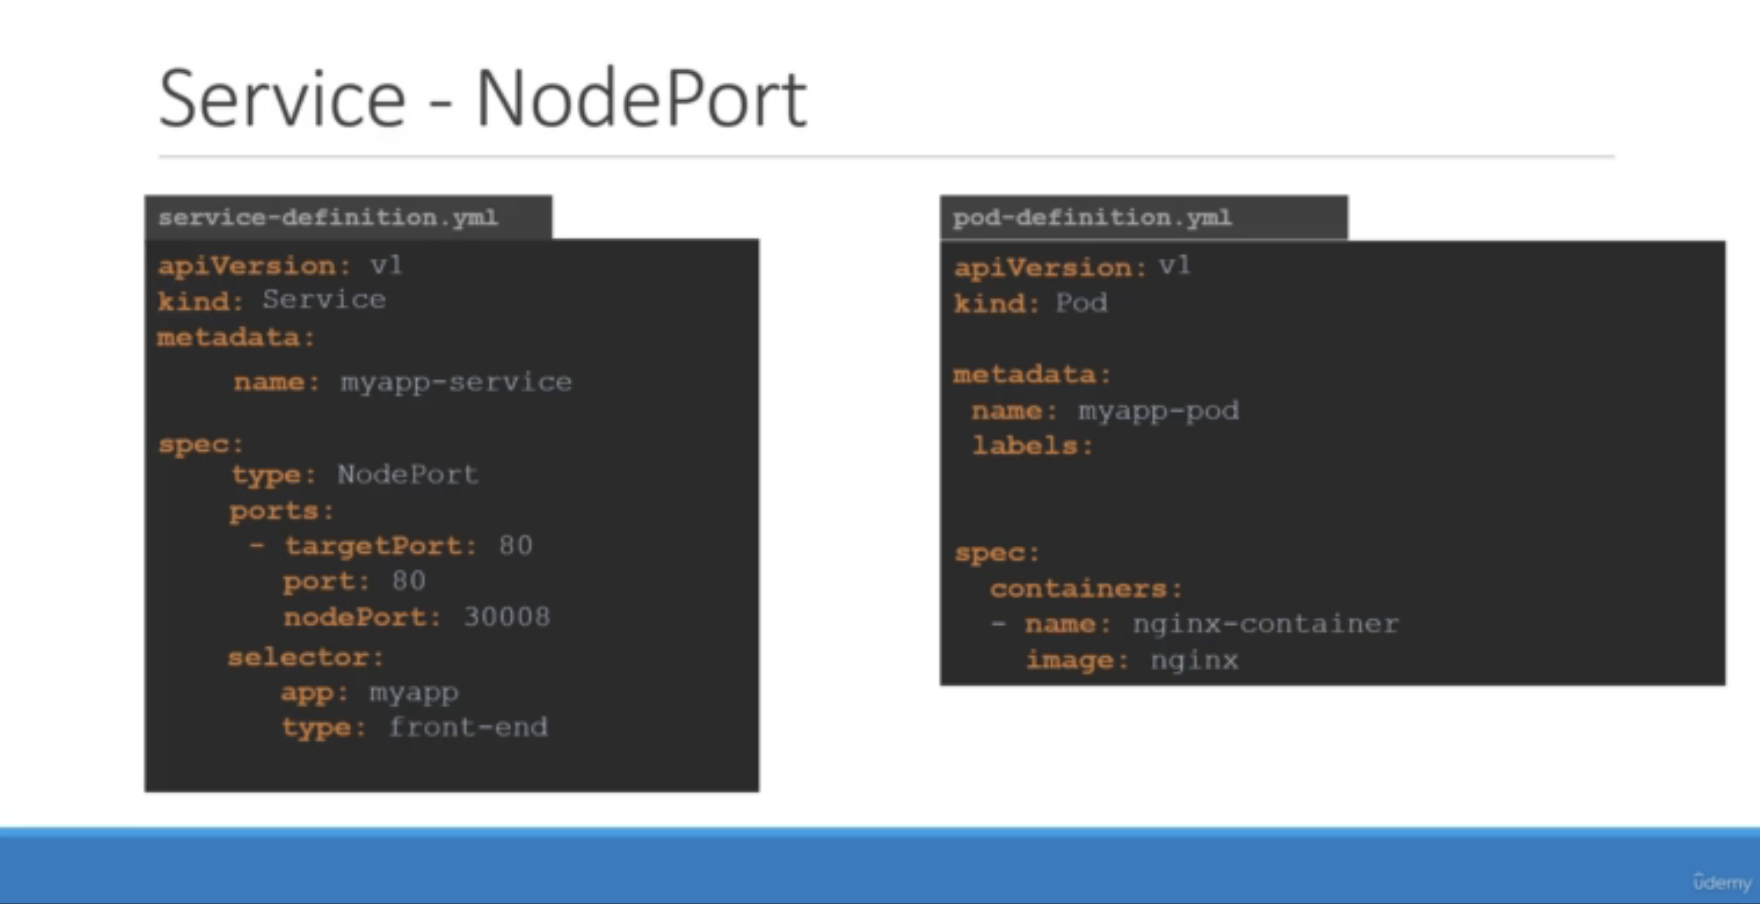 Service - NodePort
service-definition.yml
apiVersion: v1
kind: Service
metadata:
name: myapp-service
spec:
type: NodePort
ports:
- targetPort: 80
port: 80
nodePort: 30008
selector:
app: myapp
type: front-end
pod-definition.yml
apiVersion: v1
kind: Pod
metadata:
name: myapp-pod
labels:
spec:
containers:
- name: nginx-container
image: nginx
ûdemy